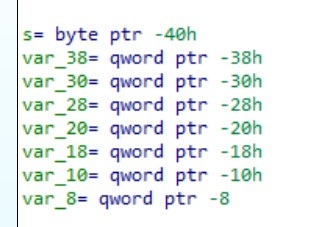 s= byte ptr -40h
var_38= qword ptr -38h
var_30= qword ptr -30h
var_28= qword ptr -28h
var_20= qword ptr -20h
var_18= qword ptr -18h
var_10= qword ptr -10h
var_8= qword ptr -8